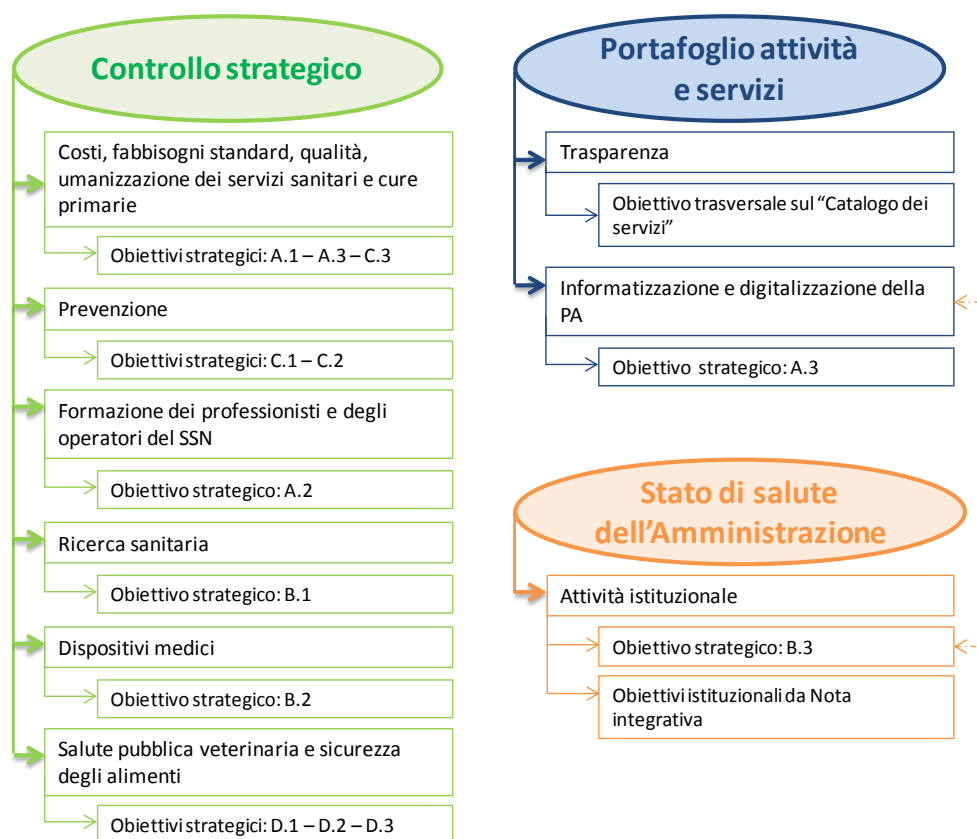 Controllo strategico
Costi, fabbisogni standard, qualità,
umanizzazione dei servizi sanitari e cure
primarie
Obiettivi strategici: A.1 – A.3 – C.3
Prevenzione
Obiettivi strategici: C.1 – C.2
Formazione dei professionisti e degli
operatori del SSN
Obiettivo strategico: A.2
Ricerca sanitaria
Obiettivo strategico: B.1
Dispositivi medici
Obiettivo strategico: B.2
Salute pubblica veterinaria e sicurezza
degli alimenti
Obiettivi strategici: D.1 – D.2 – D.3
Portafoglio attività
e servizi
Trasparenza
Obiettivo trasversale sul “Catalogo dei
servizi”
Informatizzazione e digitalizzazione della
PA
Obiettivo strategico: A.3
Stato di salute
dell’Amministrazione
Attività istituzionale
Obiettivo strategico: B.3
Obiettivi istituzionali da Nota
integrativa